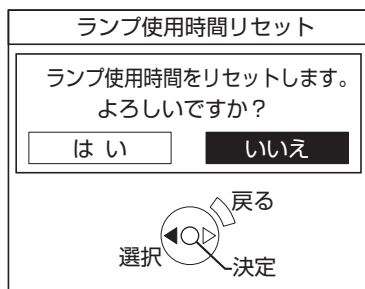 ランプ使用時間リセット
ランプ使用時間をリセットします。
よろしいですか？
は い
いいえ
戻る
選択
決定